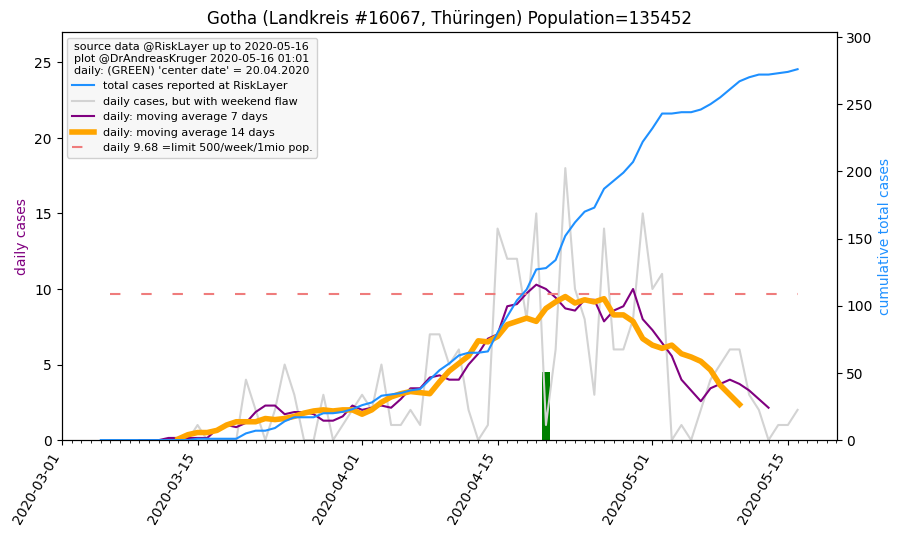 Gotha (Landkreis #16067, Thüringen) Population=135452
source data @RiskLayer up to 2020-05-16
plot @DrAndreasKruger 2020-05-16 01:01
daily: (GREEN) 'center date' = 20.04.2020
total cases reported at RiskLayer
daily cases, but with weekend flaw
daily: moving average 7 days
daily: moving average 14 days
daily 9.68 =limit 500/week/1mio pop.
daily cases
25
20
15
10
5
0
cumulative total cases
300
250
200
150
100
50
0
2020-03-01
2020-03-15
2020-04-01
2020-04-15
2020-05-01
2020-05-15